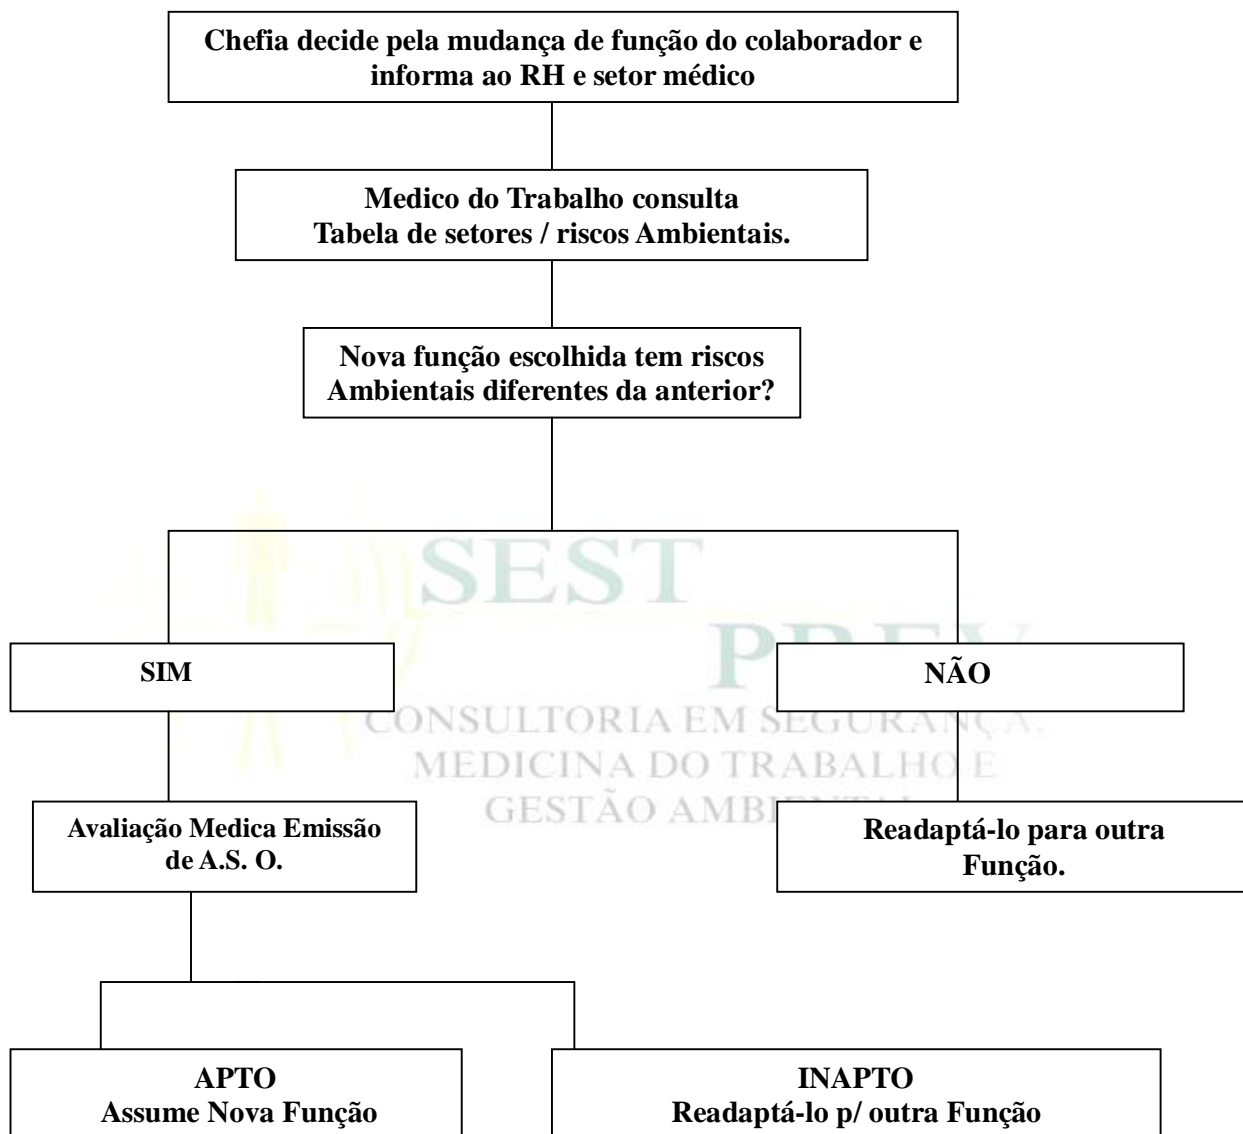 Chefia decide pela mudança de função do colaborador e
informa ao RH e setor médico
Medico do Trabalho consulta
Tabela de setores / riscos Ambientais.
Nova função escolhida tem riscos
Ambientais diferentes da anterior?
SEST
PREV
SIM
NÃO
CONSULTORIA EM SEGURANÇA,
MEDICINA DO TRABALHO E
GESTÃO AMBIENTAL
Avaliação Medica Emissão
de A.S. O.
Readaptá-lo para outra
Função.
APTO
Assume Nova Função
INAPTO
Readaptá-lo p/ outra Função